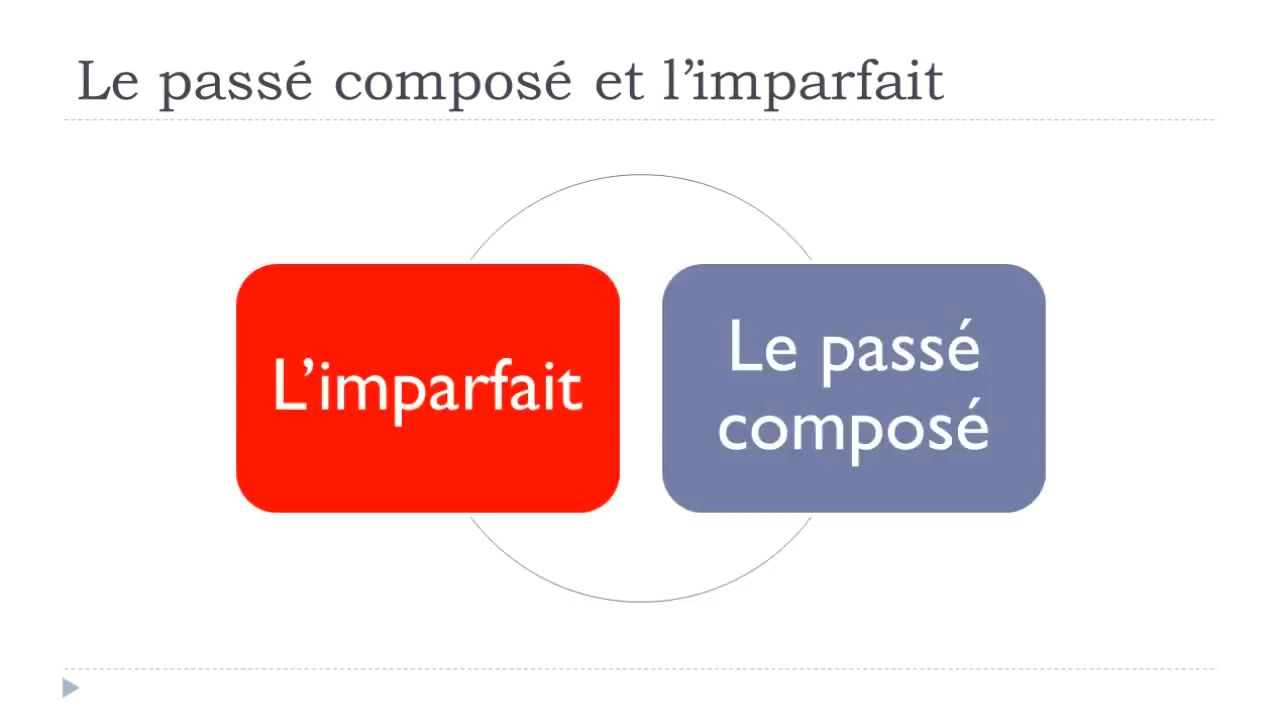 Le passé composé et l’imparfait
L’imparfait
Le passé
composé